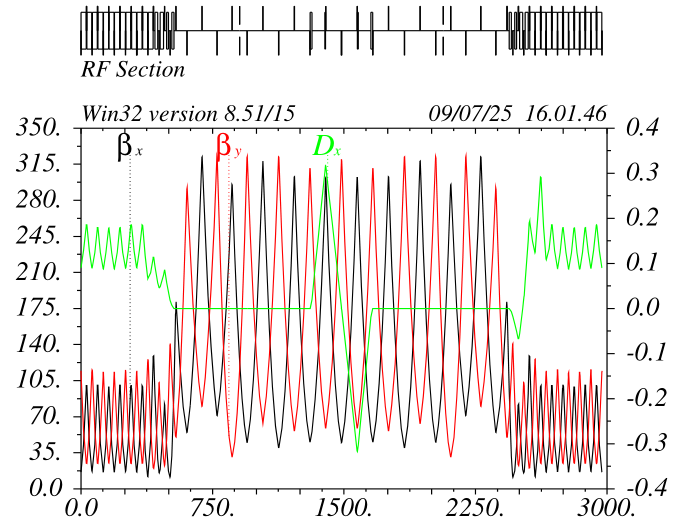 RF Section
Win32 version 8.51/15 09/07/25 16.01.46
350. βx βy Dx 0.4
315. 0.3
280. 0.2
245. 0.1
210. 0.0
175. -0.1
140. -0.2
105. -0.3
70. -0.4
35.
0.0
0.0 750. 1500. 2250. 3000.